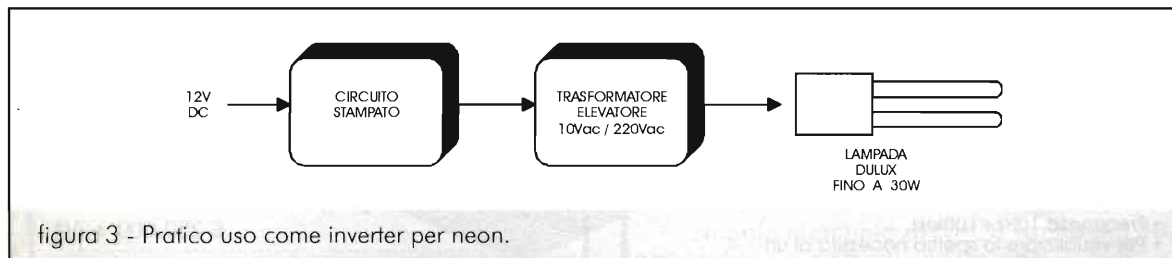 12V
DC
CIRCUITO
STAMPATO
TRASFORMATORE
ELEVATORE
10Vac / 220Vac
LAMPADA
DULUX
FINO A 30W
figura 3 - Pratico uso come inverter per neon.